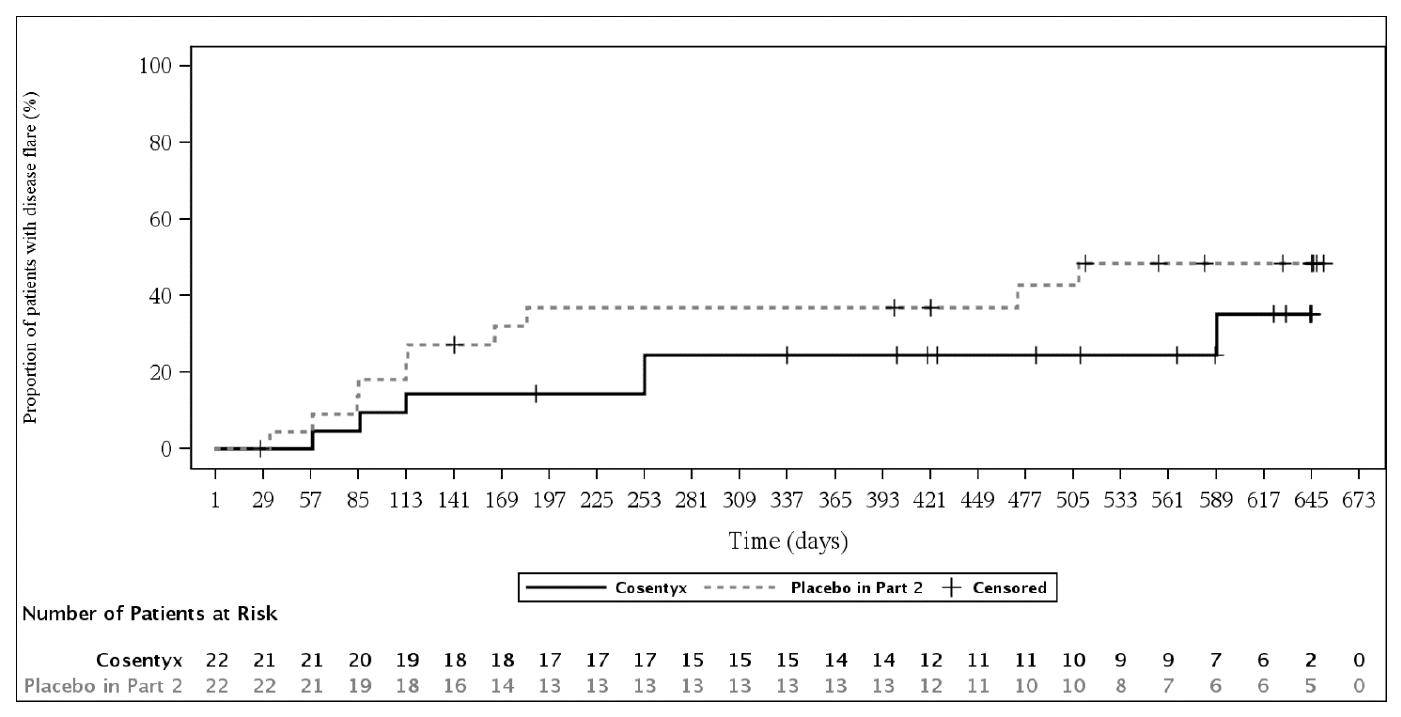 Proportion of patients with disease flare (%)
100
80
60
40
20
0
1 29 57 85 113 141 169 197 225 253 281 309 337 365 393 421 449 477 505 533 561 589 617 645 673
Time (days)
Cosentyx Placebo in Part 2 Censored
Number of Patients at Risk
Cosentyx 22 21 21 20 19 18 18 17 17 17 15 15 15 14 14 12 11 11 10 9 9 7 6 2 0
Placebo in Part 2 22 22 21 19 18 16 14 13 13 13 13 13 13 13 13 12 11 10 10 8 7 6 6 5 0